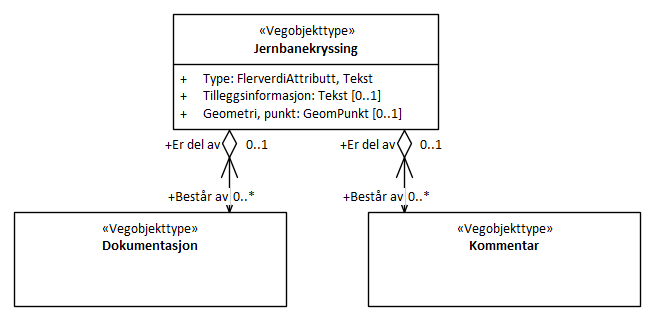 «Vegobjekttype»
Jernbanekryssing
+ Type: FlerverdiAttributt, Tekst
+ Tilleggsinformasjon: Tekst [0..1]
+ Geometri, punkt: GeomPunkt [0..1]
+Er del av 0..1 +Er del av 0..1
+Består av 0..* +Består av 0..*
«Vegobjekttype» «Vegobjekttype»
Dokumentasjon Kommentar